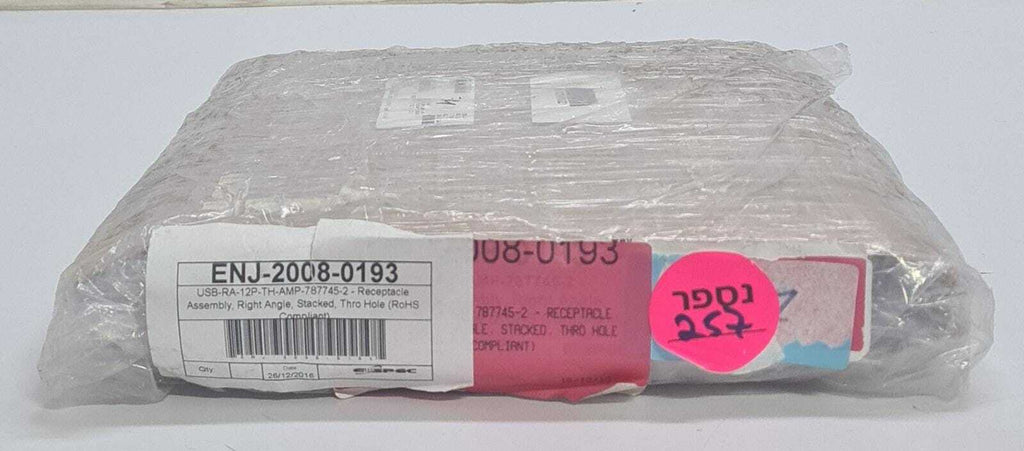 ENJ-2008-0193
USB-RA-12P-TH-AMP-787745-2 - Receptacle
Assembly, Right Angle, Stacked, Thro Hole (RoHS
Compliant)
Qty
Date
26/12/2016
008-0193
787745-2 - RECEPTACLE
LE, STACKED, THRO HOLE
COMPLIANT)
נספר
257